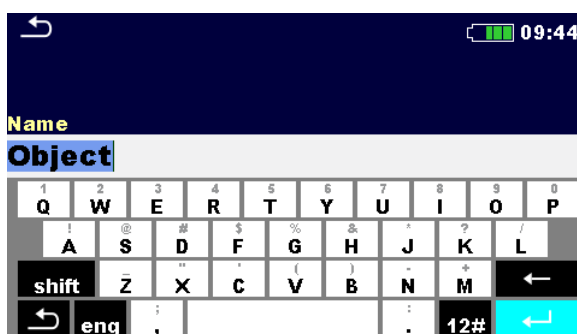 09:44
Name
Object
1 2 3 4 5 6 7 8 9 0
Q W E R T Y U I O P
! @ # $ % & * ? /
A S D F G H J K L
_ " ' ( ) - +
shift Z X C V B N M
; :
eng , . 12#